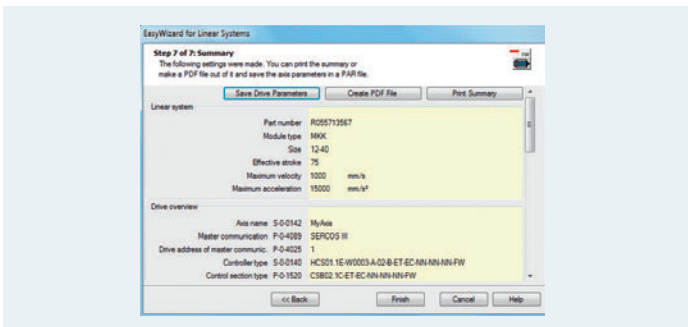 EasyWizard for Linear Systems
Step 7 of 7: Summary
The following settings were made. You can print the summary or
make a PDF file out of it and save the axis parameters in a PAR file.
Save Drive Parameters Create PDF File Print Summary
Linear system
Part number R055713567
Module type MKK
Size 12-40
Effective stroke 75
Maximum velocity 1000 mm/s
Maximum acceleration 15000 mm/s²
Drive overview
Axis name S-0-0142 MyAxis
Master communication P-0-4089 SERCOS III
Drive address of master communic. P-0-4025 1
Controller type S-0-0140 HCS01.1E-W0003-A-02-B-ET-EC-NN-NN-NN-FW
Control section type P-0-1520 CSB02.1C-ET-EC-NN-NN-NN-NN-FW
<< Back Finish Cancel Help